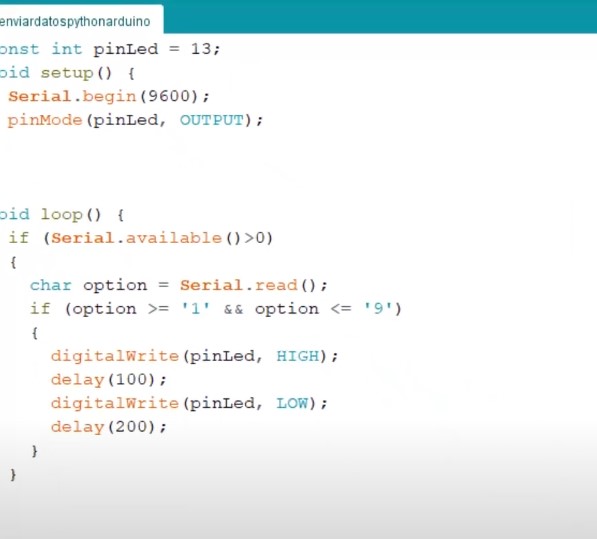 enviardatospythonarduino
onst int pinLed = 13;
oid setup() {
Serial.begin(9600);
pinMode(pinLed, OUTPUT);
oid loop() {
if (Serial.available()>0)
{
char option = Serial.read();
if (option >= '1' && option <= '9')
{
digitalWrite(pinLed, HIGH);
delay(100);
digitalWrite(pinLed, LOW);
delay(200);
}
}